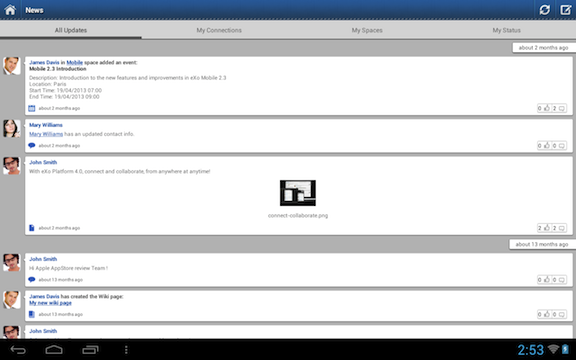 News
All Updates
My Connections
My Spaces
My Status
about 2 months ago
James Davis in Mobile space added an event:
Mobile 2.3 Introduction
Description: Introduction to the new features and improvements in eXo Mobile 2.3
Location: Paris
Start Time: 19/04/2013 07:00
End Time: 19/04/2013 09:00
about 2 months ago
0 2
Mary Williams
Mary Williams has an updated contact info.
about 2 months ago
0 0
John Smith
With eXo Platform 4.0, connect and collaborate, from anywhere at anytime!
connect-collaborate.png
about 2 months ago
2 2
about 13 months ago
John Smith
Hi Apple AppStore review Team !
about 13 months ago
0 0
James Davis has created the Wiki page:
My new wiki page
about 13 months ago
0 0
John Smith
2:53